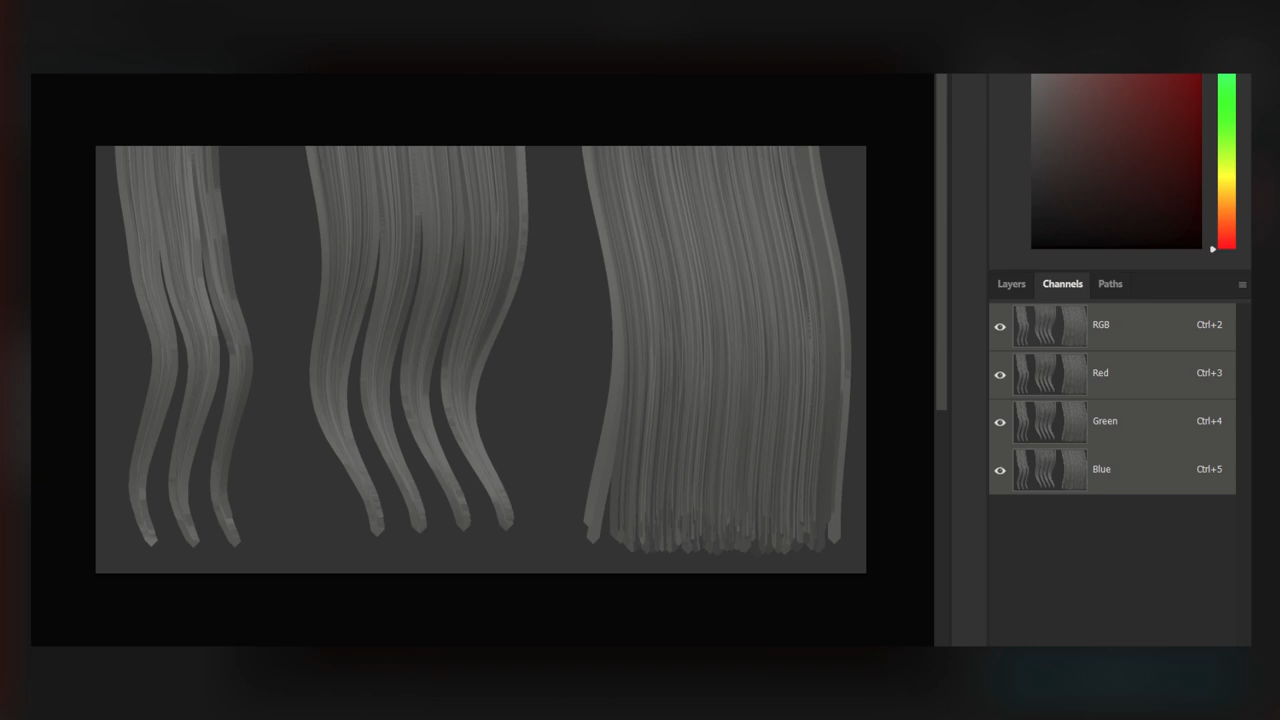 Layers Channels Paths
RGB Ctrl+2
Red Ctrl+3
Green Ctrl+4
Blue Ctrl+5